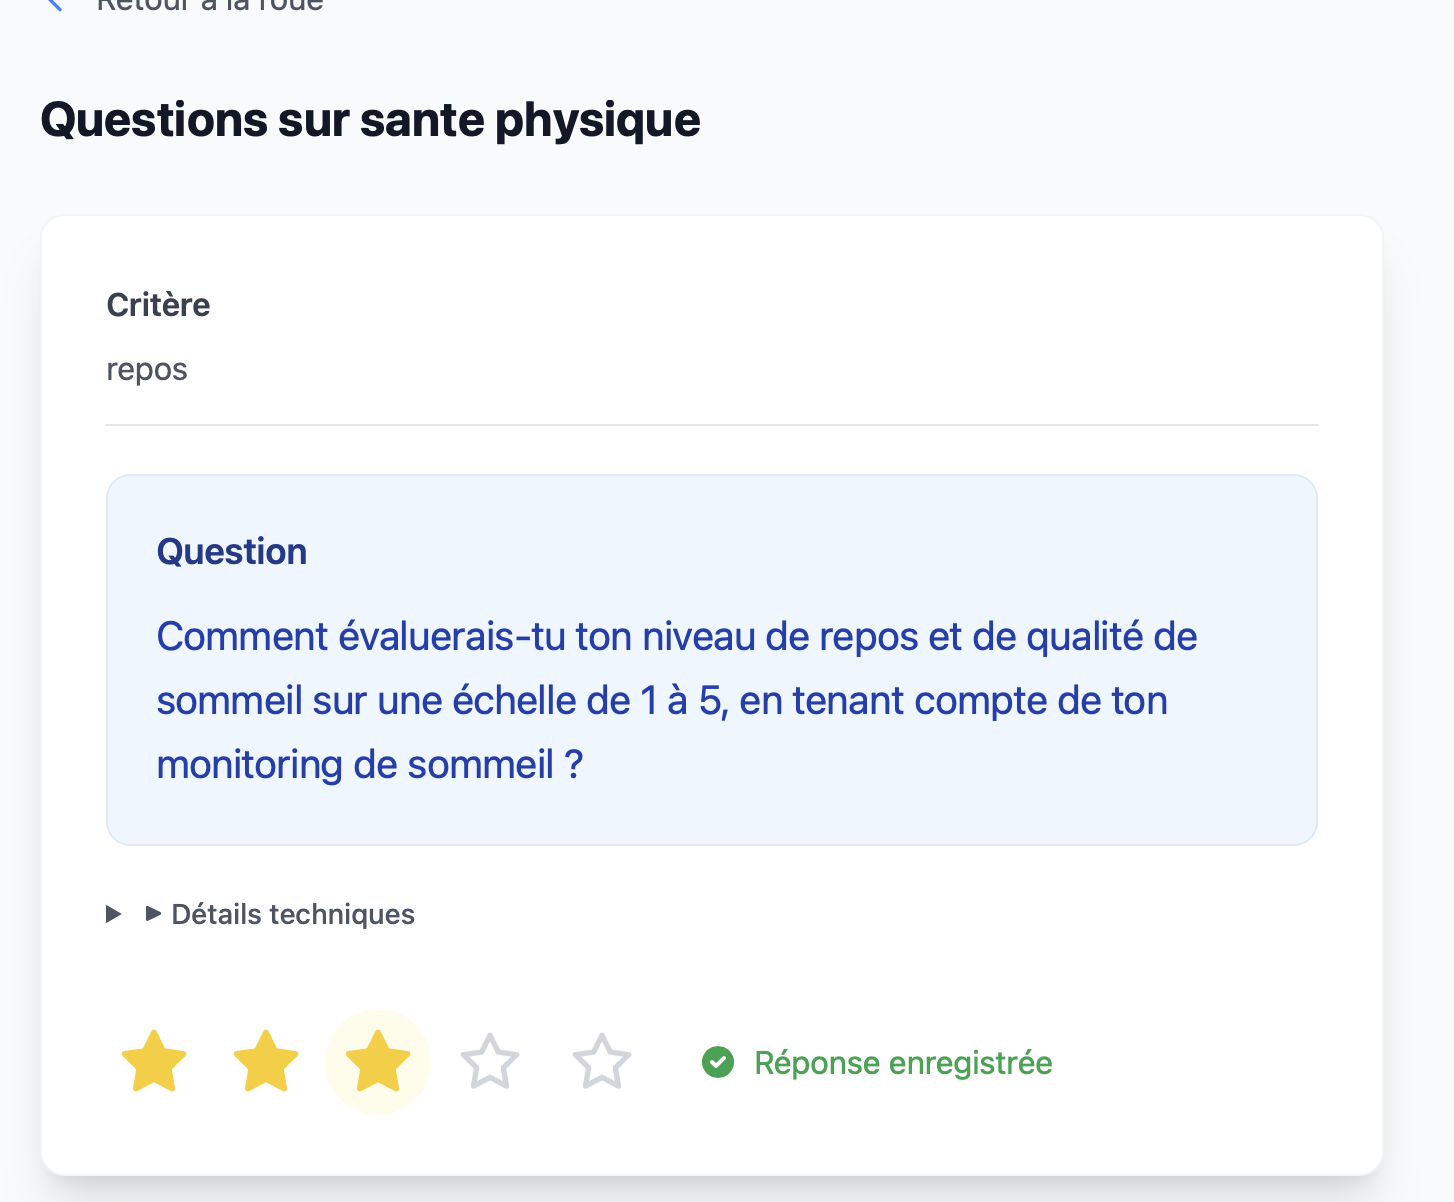 Retour à la roue
Questions sur sante physique
Critère
repos
Question
Comment évaluerais-tu ton niveau de repos et de qualité de
sommeil sur une échelle de 1 à 5, en tenant compte de ton
monitoring de sommeil ?
Détails techniques
Réponse enregistrée